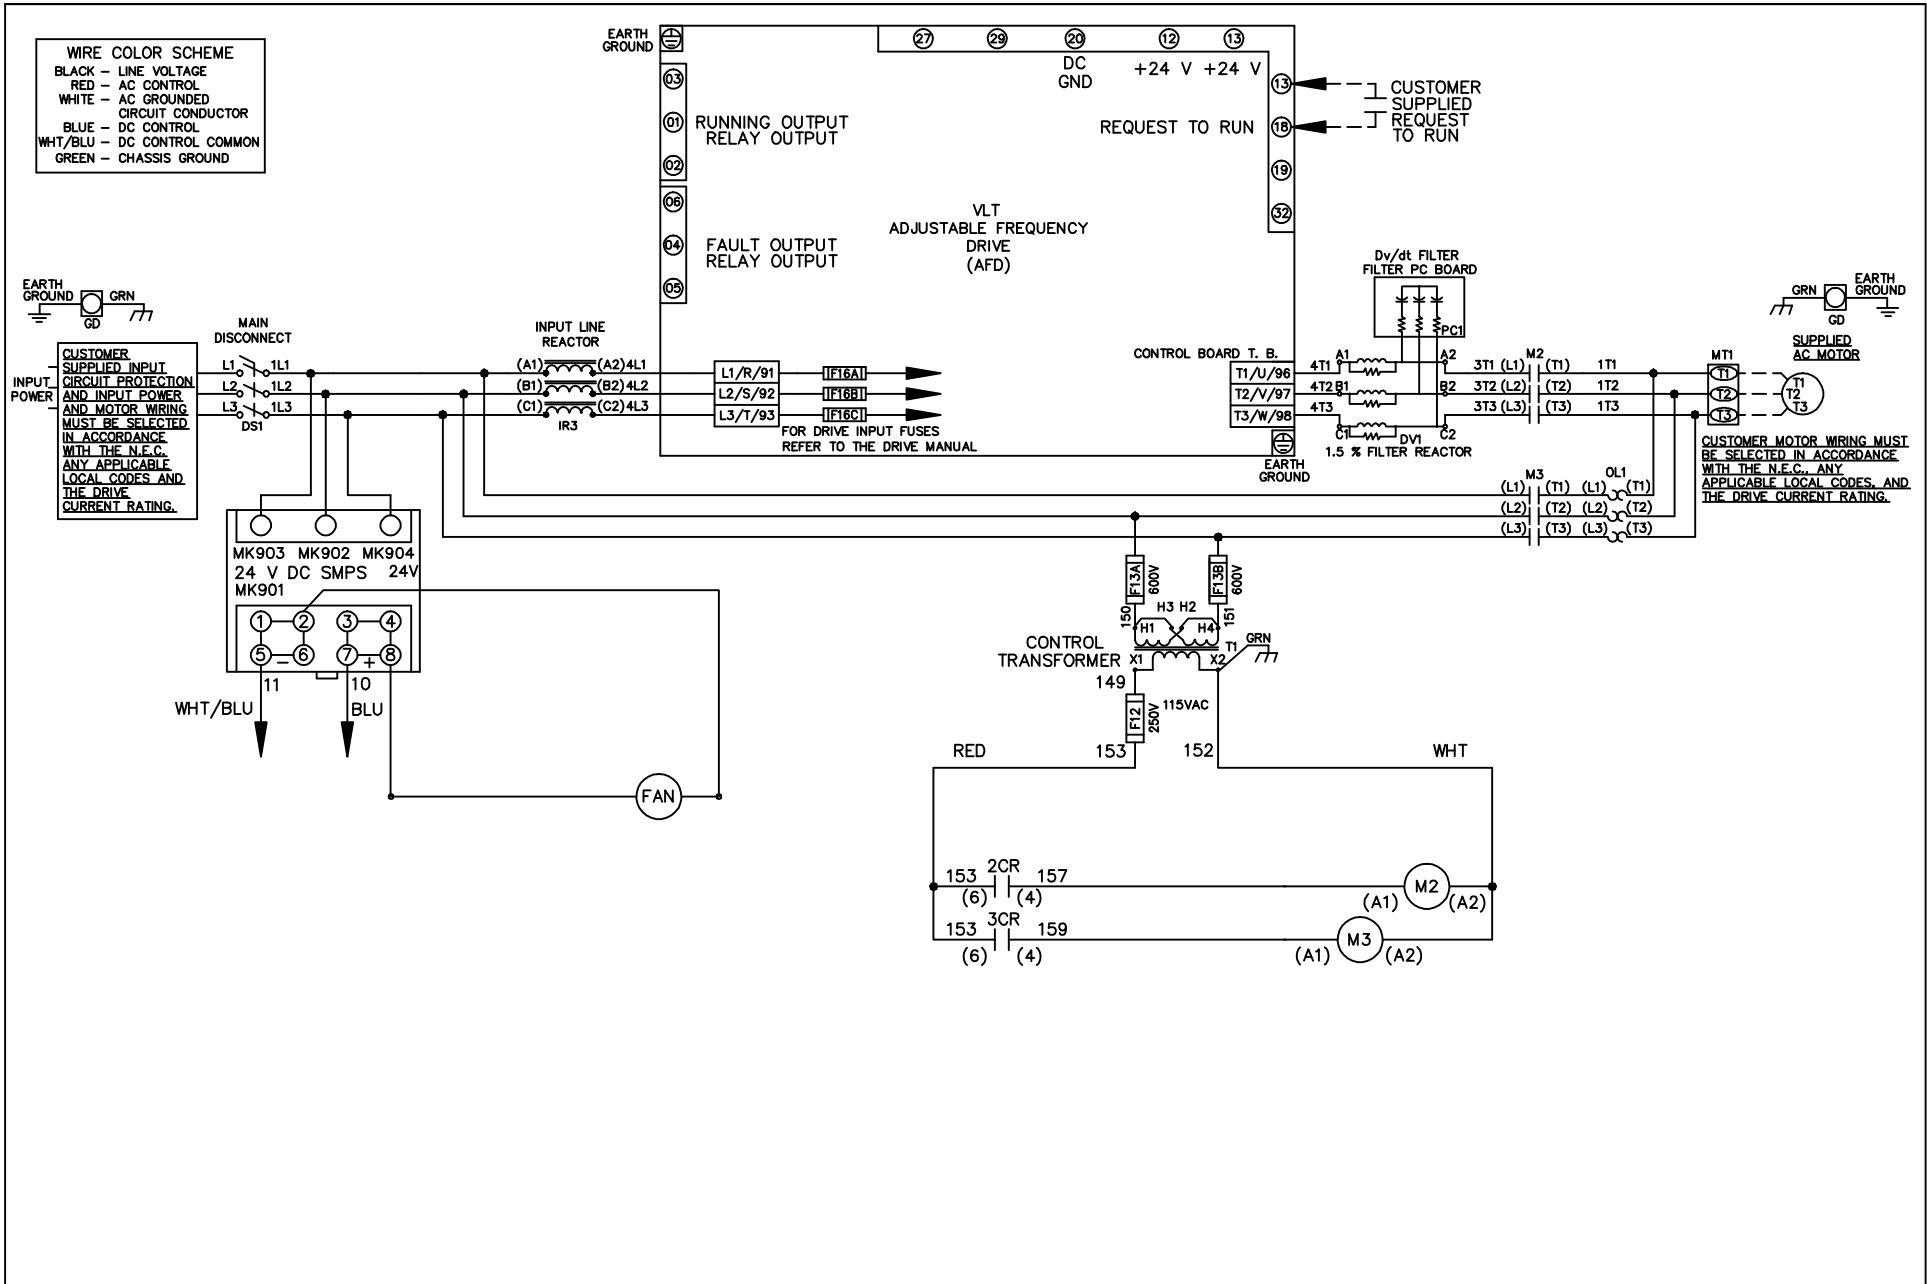 WIRE COLOR SCHEME
BLACK – LINE VOLTAGE
RED – AC CONTROL
WHITE – AC GROUNDED
CIRCUIT CONDUCTOR
BLUE – DC CONTROL
WHT/BLU – DC CONTROL COMMON
GREEN – CHASSIS GROUND
EARTH
GROUND
03
01
02
RUNNING OUTPUT
RELAY OUTPUT
06
04
05
FAULT OUTPUT
RELAY OUTPUT
27
29
20
12
13
DC
GND
+24 V
+24 V
13
18
19
32
REQUEST TO RUN
CUSTOMER
SUPPLIED
REQUEST
TO RUN
VLT
ADJUSTABLE FREQUENCY
DRIVE
(AFD)
EARTH
GROUND
GRN
GD
INPUT
POWER
CUSTOMER
SUPPLIED INPUT
CIRCUIT PROTECTION
AND INPUT POWER
AND MOTOR WIRING
MUST BE SELECTED
IN ACCORDANCE
WITH THE N.E.C.
ANY APPLICABLE
LOCAL CODES AND
THE DRIVE
CURRENT RATING.
MAIN
DISCONNECT
L1 1L1
L2 1L2
L3 1L3
DS1
INPUT LINE
REACTOR
(A1) (A2) 4L1
(B1) (B2) 4L2
(C1) (C2) 4L3
IR3
L1/R/91
L2/S/92
L3/T/93
F16A
F16B
F16C
FOR DRIVE INPUT FUSES
REFER TO THE DRIVE MANUAL
CONTROL BOARD T. B.
T1/U/96
T2/V/97
T3/W/98
EARTH
GROUND
Dv/dt FILTER
FILTER PC BOARD
PC1
4T1 A1 A2
4T2 B1 B2
4T3 C1 C2
DV1
1.5 % FILTER REACTOR
M2
3T1 (L1) (T1) 1T1
3T2 (L2) (T2) 1T2
3T3 (L3) (T3) 1T3
MT1
T1
T2
T3
GRN
EARTH
GROUND
GD
SUPPLIED
AC MOTOR
T1
T2
T3
CUSTOMER MOTOR WIRING MUST
BE SELECTED IN ACCORDANCE
WITH THE N.E.C., ANY
APPLICABLE LOCAL CODES, AND
THE DRIVE CURRENT RATING.
M3
OL1
(L1) (T1) (L1) (T1)
(L2) (T2) (L2) (T2)
(L3) (T3) (L3) (T3)
MK903 MK902 MK904
24 V DC SMPS 24V
MK901
1 2 3 4
5 – 6 7 + 8
11
10
WHT/BLU
BLU
FAN
F13A
600V
F13B
600V
150
151
H3 H2
H1
H4
CONTROL
TRANSFORMER
X1
X2
T1
GRN
149
F12
250V
115VAC
RED
153
152
WHT
153 2CR 157
(6) (4)
M2
(A1) (A2)
153 3CR 159
(6) (4)
M3
(A1) (A2)